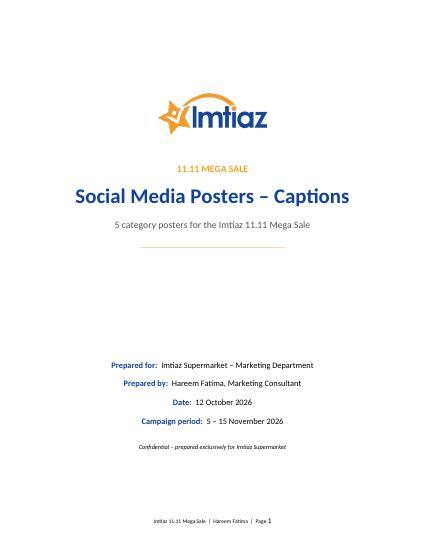 Imtiaz
11.11 MEGA SALE
Social Media Posters – Captions
5 category posters for the Imtiaz 11.11 Mega Sale
Prepared for: Imtiaz Supermarket – Marketing Department
Prepared by: Hareem Fatima, Marketing Consultant
Date: 12 October 2026
Campaign period: 5 – 15 November 2026
Confidential – prepared exclusively for Imtiaz Supermarket
Imtiaz 11.11 Mega Sale | Hareem Fatima | Page 1